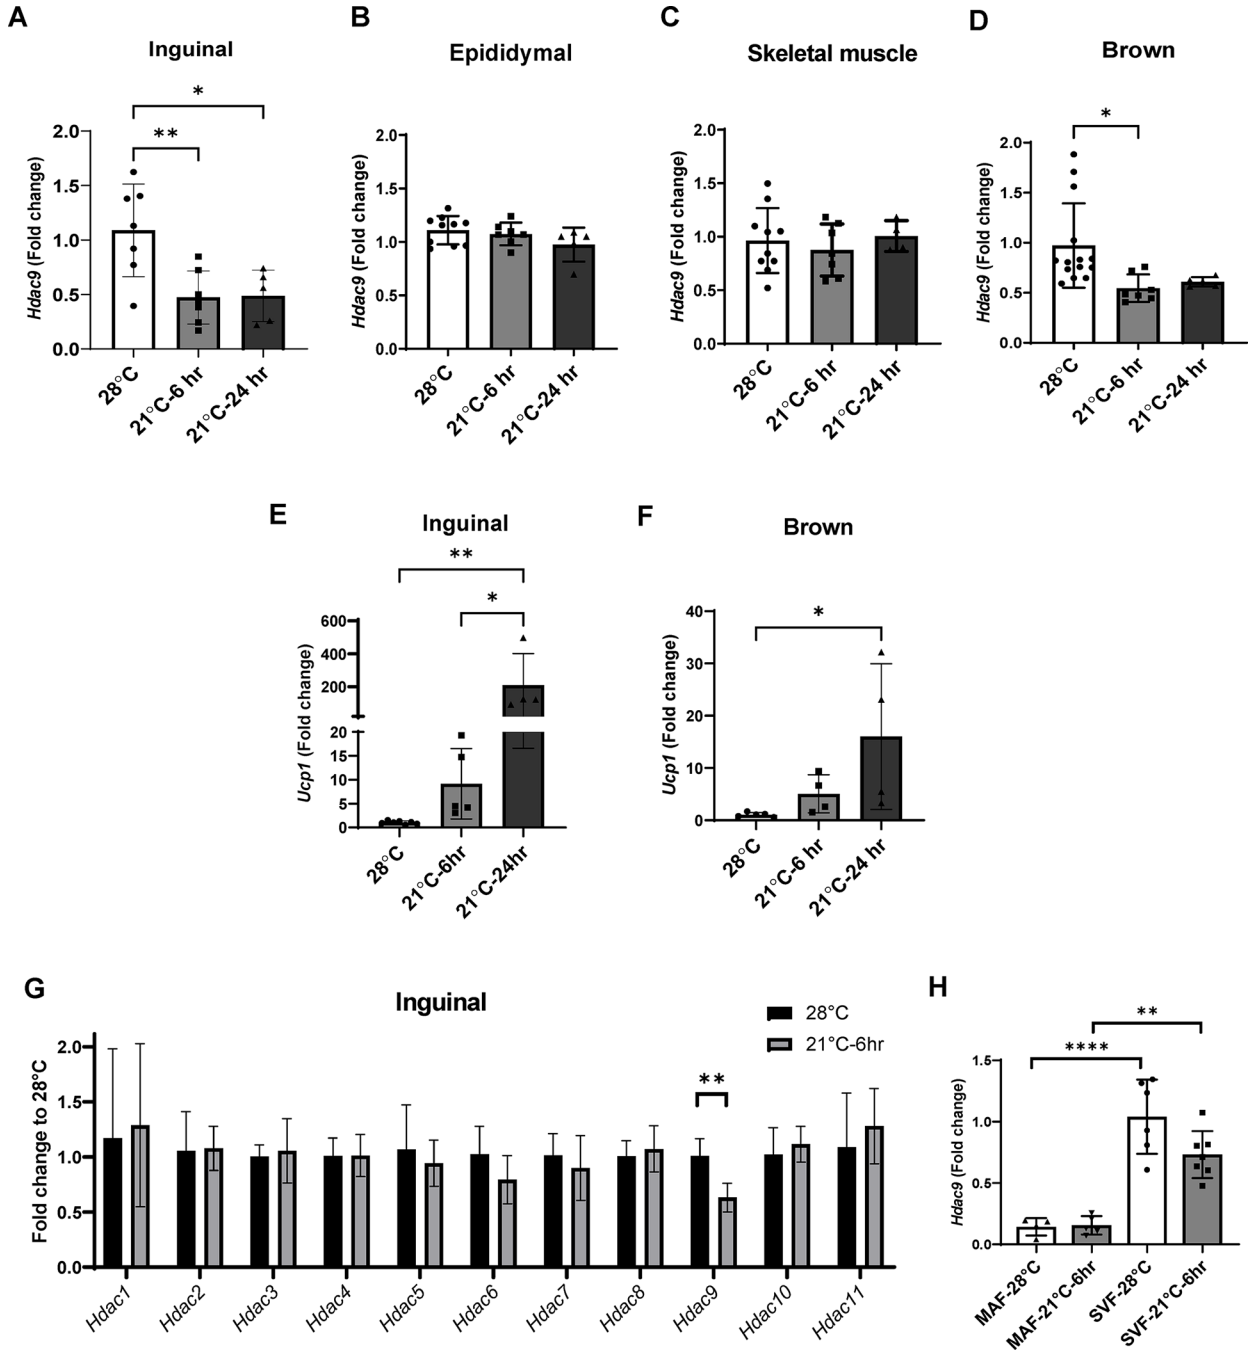 A
Inguinal
*
**
Hdac9 (Fold change)
2.0
1.5
1.0
0.5
0.0
28°C
21°C-6 hr
21°C-24 hr
B
Epididymal
Hdac9 (Fold change)
2.0
1.5
1.0
0.5
0.0
28°C
21°C-6 hr
21°C-24 hr
C
Skeletal muscle
Hdac9 (Fold change)
2.0
1.5
1.0
0.5
0.0
28°C
21°C-6 hr
21°C-24 hr
D
Brown
*
Hdac9 (Fold change)
2.0
1.5
1.0
0.5
0.0
28°C
21°C-6 hr
21°C-24 hr
E
Inguinal
**
*
Ucp1 (Fold change)
600
400
200
20
15
10
5
0
28°C
21°C-6hr
21°C-24hr
F
Brown
*
Ucp1 (Fold change)
40
30
20
10
0
28°C
21°C-6 hr
21°C-24 hr
G
Inguinal
28°C
21°C-6hr
**
Fold change to 28°C
2.0
1.5
1.0
0.5
0.0
Hdac1
Hdac2
Hdac3
Hdac4
Hdac5
Hdac6
Hdac7
Hdac8
Hdac9
Hdac10
Hdac11
H
**
****
Hdac9 (Fold change)
1.5
1.0
0.5
0.0
MAF-28°C
MAF-21°C-6hr
SVF-28°C
SVF-21°C-6hr